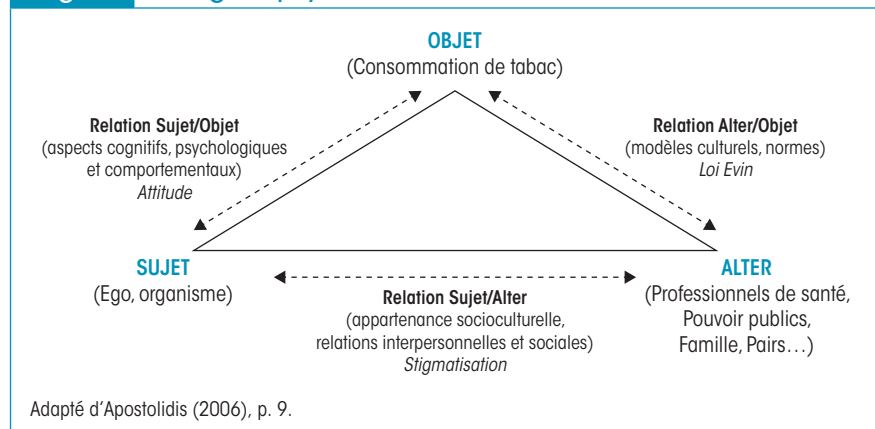 OBJET
(Consommation de tabac)
Relation Sujet/Objet
(aspects cognitifs, psychologiques
et comportementaux)
Attitude
Relation Alter/Objet
(modèles culturels, normes)
Loi Evin
SUJET
(Ego, organisme)
Relation Sujet/Alter
(appartenance socioculturelle,
relations interpersonnelles et sociales)
Stigmatisation
ALTER
(Professionnels de santé,
Pouvoir publics,
Famille, Pairs…)
Adapté d'Apostolidis (2006), p. 9.